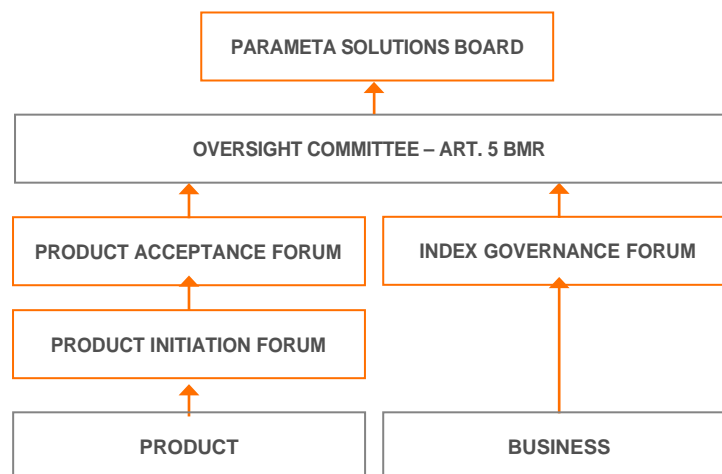 PARAMETA SOLUTIONS BOARD
OVERSIGHT COMMITTEE – ART. 5 BMR
PRODUCT ACCEPTANCE FORUM
INDEX GOVERNANCE FORUM
PRODUCT INITIATION FORUM
PRODUCT
BUSINESS